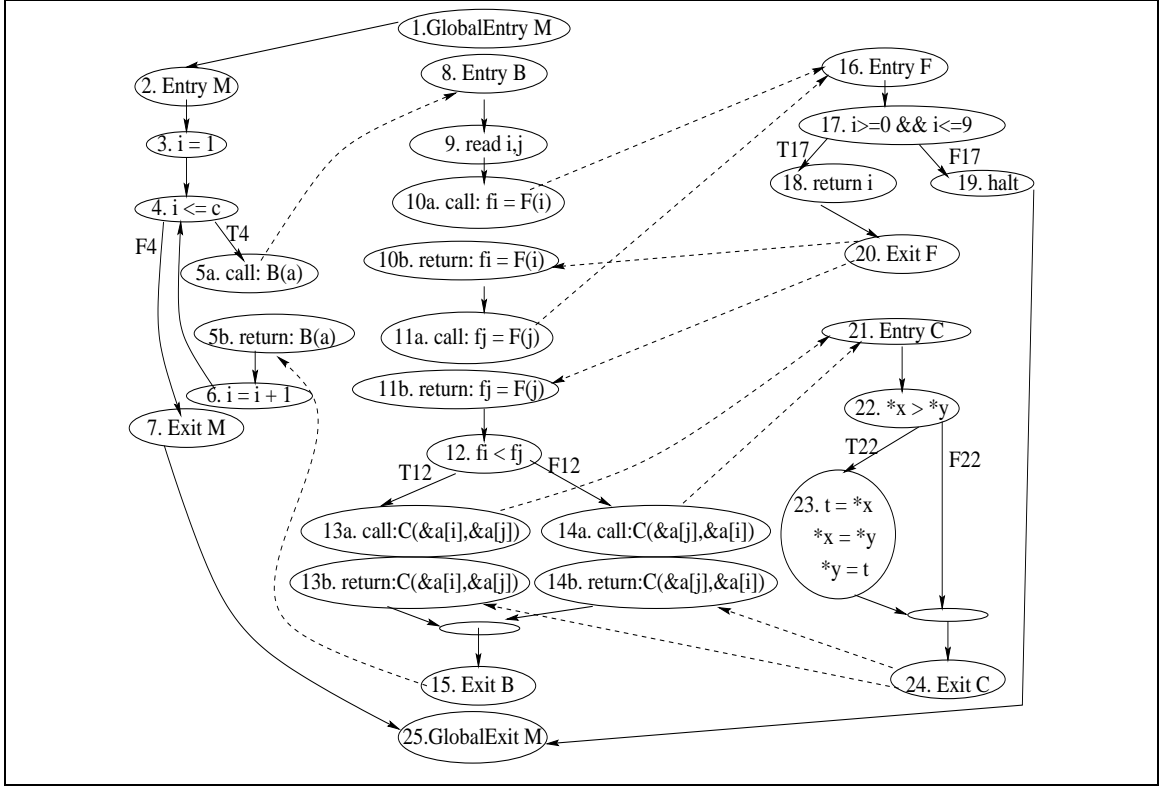 1.GlobalEntry M
2. Entry M
3. i = 1
4. i <= c
F4
T4
5a. call: B(a)
5b. return: B(a)
6. i = i + 1
7. Exit M
8. Entry B
9. read i,j
10a. call: fi = F(i)
10b. return: fi = F(i)
11a. call: fj = F(j)
11b. return: fj = F(j)
12. fi < fj
T12
F12
13a. call:C(&a[i],&a[j])
14a. call:C(&a[j],&a[i])
13b. return:C(&a[i],&a[j])
14b. return:C(&a[j],&a[i])
15. Exit B
25.GlobalExit M
16. Entry F
17. i>=0 && i<=9
T17
F17
18. return i
19. halt
20. Exit F
21. Entry C
22. *x > *y
T22
F22
23. t = *x
*x = *y
*y = t
24. Exit C